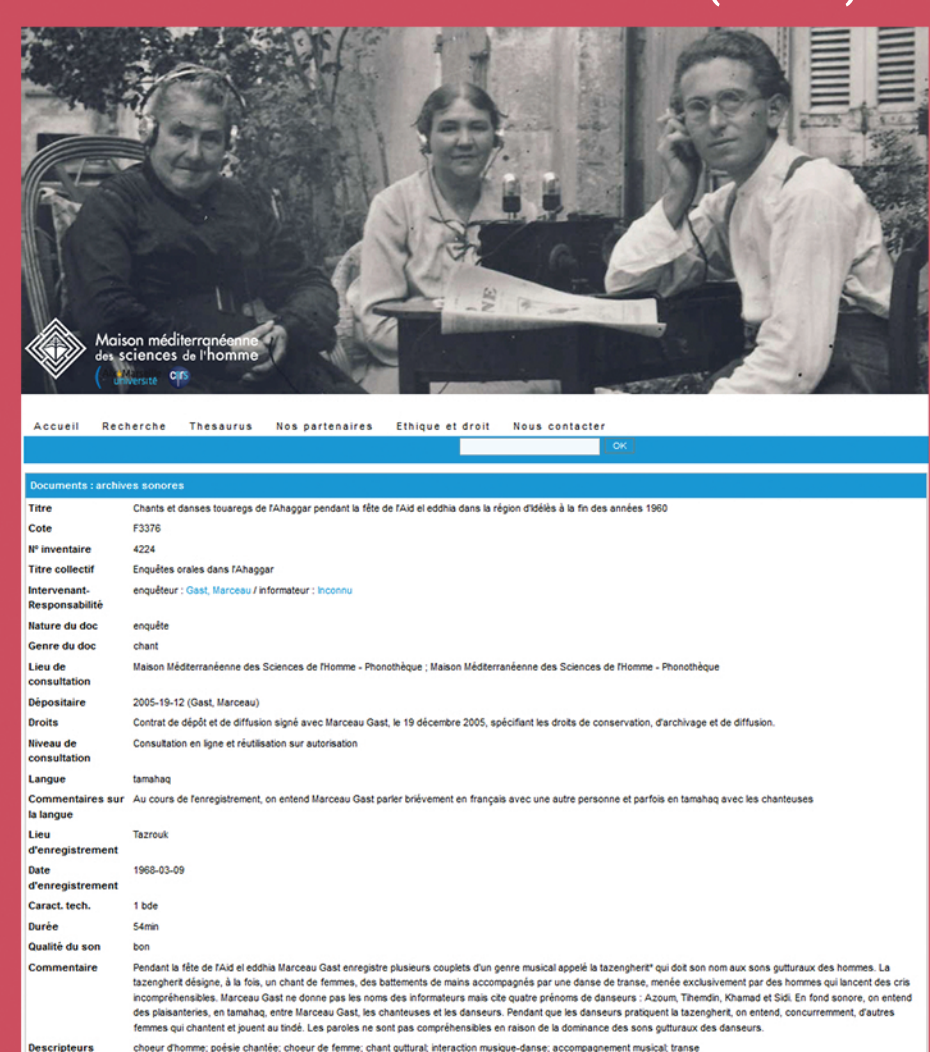 Maison méditerranéenne
des sciences de l'homme
université cnrs
Accueil Recherche Thesaurus Nos partenaires Ethique et droit Nous contacter
OK
Documents : archives sonores
Titre Chants et danses touaregs de l'Ahaggar pendant la fête de l'Aid el eddhia dans la région d'Idélès à la fin des années 1960
Cote F3376
N° inventaire 4224
Titre collectif Enquêtes orales dans l'Ahaggar
Intervenant- enquêteur : Gast, Marceau / informateur : Inconnu
Responsabilité
Nature du doc enquête
Genre du doc chant
Lieu de Maison Méditerranéenne des Sciences de l'Homme - Phonothèque ; Maison Méditerranéenne des Sciences de l'Homme - Phonothèque
consultation
Dépositaire 2005-19-12 (Gast, Marceau)
Droits Contrat de dépôt et de diffusion signé avec Marceau Gast, le 19 décembre 2005, spécifiant les droits de conservation, d'archivage et de diffusion.
Niveau de Consultation en ligne et réutilisation sur autorisation
consultation
Langue tamahaq
Commentaires sur Au cours de l'enregistrement, on entend Marceau Gast parler brièvement en français avec une autre personne et parfois en tamahaq avec les chanteuses
la langue
Lieu Tazrouk
d'enregistrement
Date 1968-03-09
d'enregistrement
Caract. tech. 1 bde
Durée 54min
Qualité du son bon
Commentaire Pendant la fête de l'Aid el eddhia Marceau Gast enregistre plusieurs couplets d'un genre musical appelé la tazengherit* qui doit son nom aux sons gutturaux des hommes. La
tazengherit désigne, à la fois, un chant de femmes, des battements de mains accompagnés par une danse de transe, menée exclusivement par des hommes qui lancent des cris
incompréhensibles. Marceau Gast ne donne pas les noms des informateurs mais cite quatre prénoms de danseurs : Azoum, Tihemdin, Khamad et Sidi. En fond sonore, on entend
des plaisanteries, en tamahaq, entre Marceau Gast, les chanteuses et les danseurs. Pendant que les danseurs pratiquent la tazengherit, on entend, concurremment, d'autres
femmes qui chantent et jouent au tindé. Les paroles ne sont pas compréhensibles en raison de la dominance des sons gutturaux des danseurs.
Descripteurs choeur d'homme; poésie chantée; choeur de femme; chant guttural; interaction musique-danse; accompagnement musical; transe